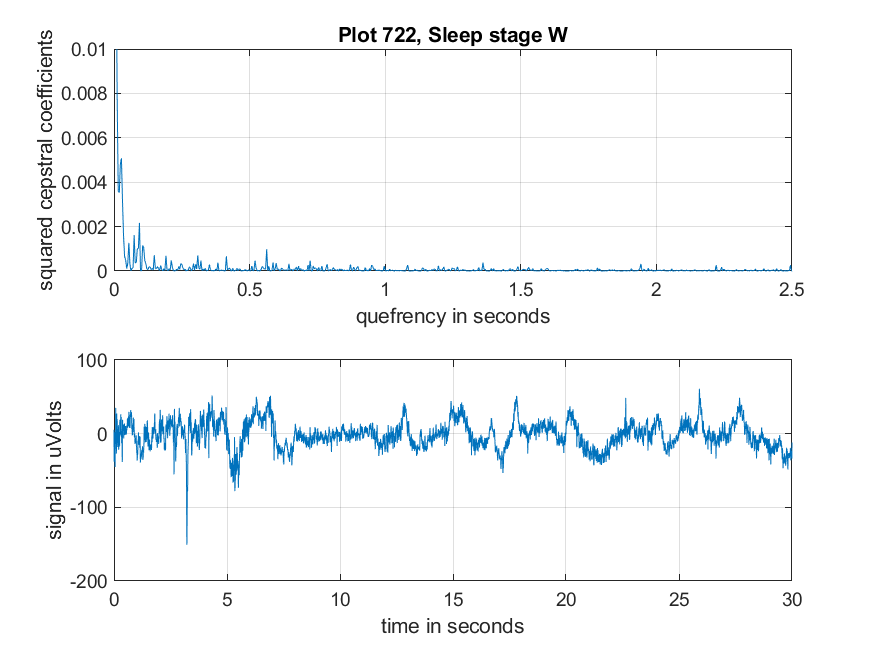 Plot 722, Sleep stage W
squared cepstral coefficients
0.01
0.008
0.006
0.004
0.002
0
0 0.5 1 1.5 2 2.5
quefrency in seconds
signal in uVolts
100
0
-100
-200
0 5 10 15 20 25 30
time in seconds